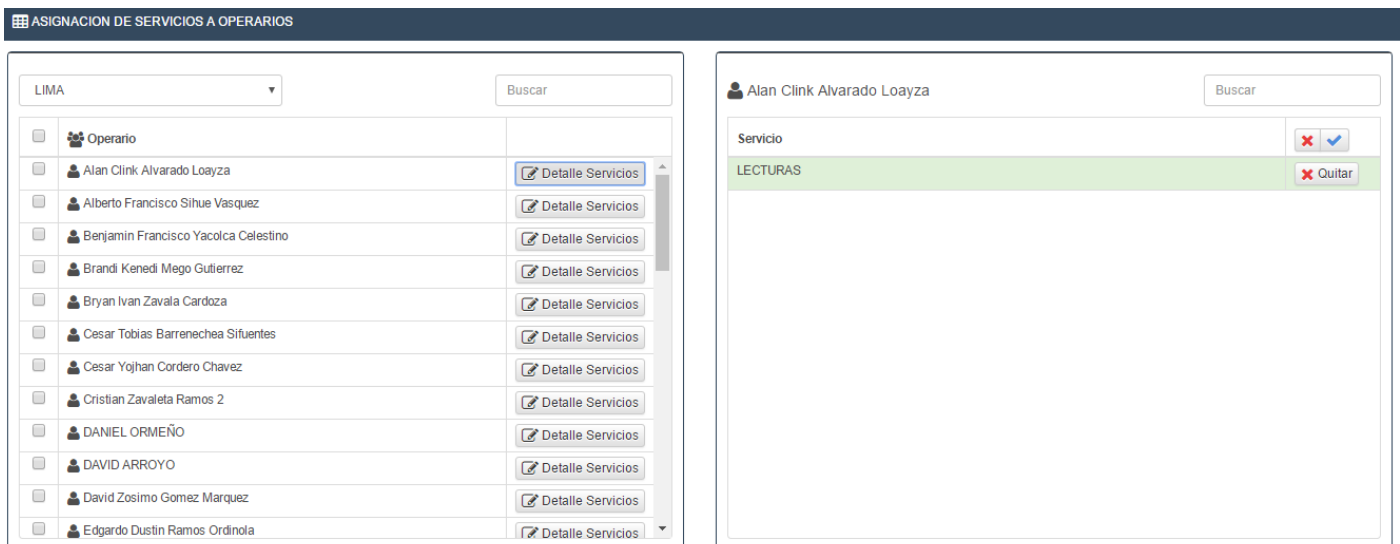 ASIGNACION DE SERVICIOS A OPERARIOS
LIMA
Buscar
Operario
Alan Clink Alvarado Loayza Detalle Servicios
Alberto Francisco Sihue Vasquez Detalle Servicios
Benjamin Francisco Yacolca Celestino Detalle Servicios
Brandi Kenedi Mego Gutierrez Detalle Servicios
Bryan Ivan Zavala Cardoza Detalle Servicios
Cesar Tobias Barrenechea Sifuentes Detalle Servicios
Cesar Yojhan Cordero Chavez Detalle Servicios
Cristian Zavaleta Ramos 2 Detalle Servicios
DANIEL ORMEÑO Detalle Servicios
DAVID ARROYO Detalle Servicios
David Zosimo Gomez Marquez Detalle Servicios
Edgardo Dustin Ramos Ordinola Detalle Servicios
Alan Clink Alvarado Loayza
Buscar
Servicio
LECTURAS Quitar